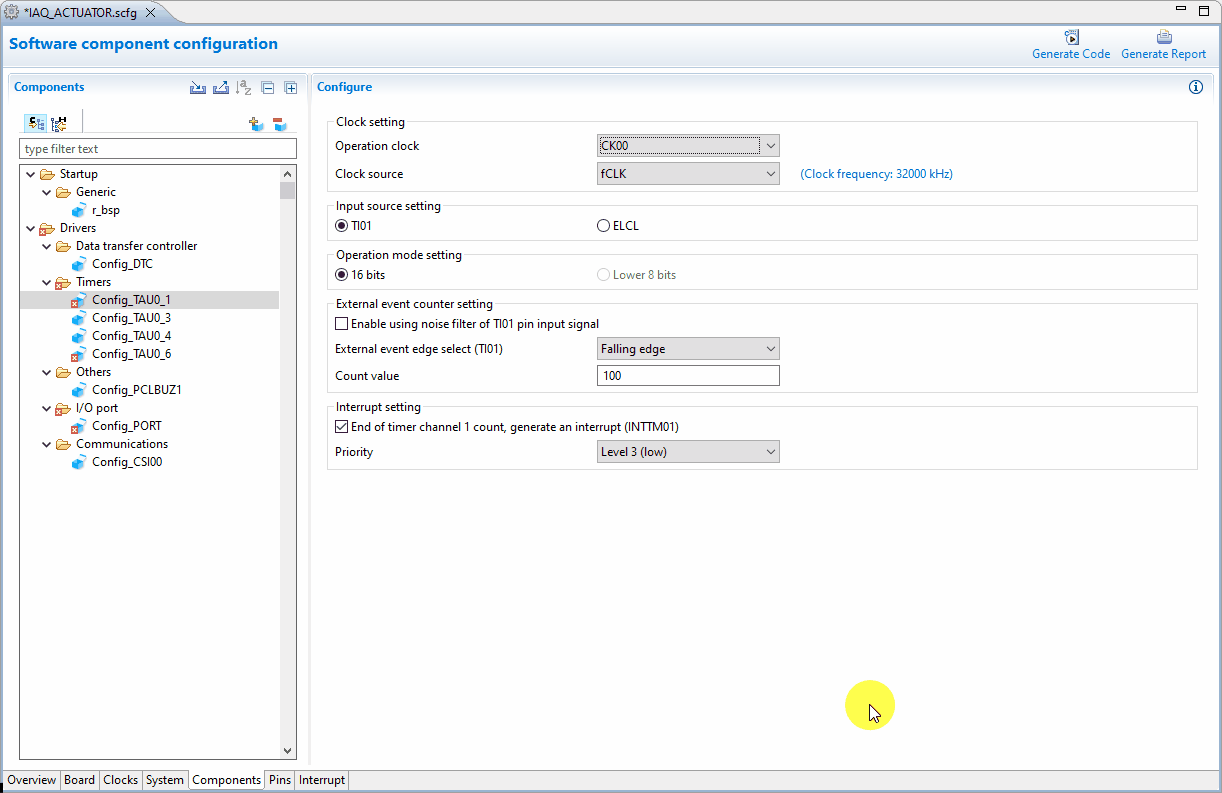 *IAQ_ACTUATOR.scfg
Software component configuration
Generate Code
Generate Report
Components
type filter text
Startup
Generic
r_bsp
Drivers
Data transfer controller
Config_DTC
Timers
Config_TAU0_1
Config_TAU0_3
Config_TAU0_4
Config_TAU0_6
Others
Config_PCLBUZ1
I/O port
Config_PORT
Communications
Config_CSI00
Configure
Clock setting
Operation clock CK00
Clock source fCLK (Clock frequency: 32000 kHz)
Input source setting
TI01 ELCL
Operation mode setting
16 bits Lower 8 bits
External event counter setting
Enable using noise filter of TI01 pin input signal
External event edge select (TI01) Falling edge
Count value 100
Interrupt setting
End of timer channel 1 count, generate an interrupt (INTTM01)
Priority Level 3 (low)
Overview Board Clocks System Components Pins Interrupt